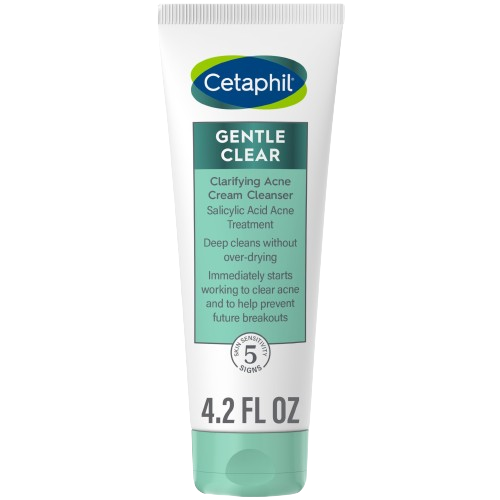 Cetaphil®
GENTLE
CLEAR
Clarifying Acne
Cream Cleanser
Salicylic Acid Acne
Treatment
Deep cleans without
over-drying
Immediately starts
working to clear acne
and to help prevent
future breakouts
SKIN SENSITIVITY
5
SIGNS
4.2 FL OZ